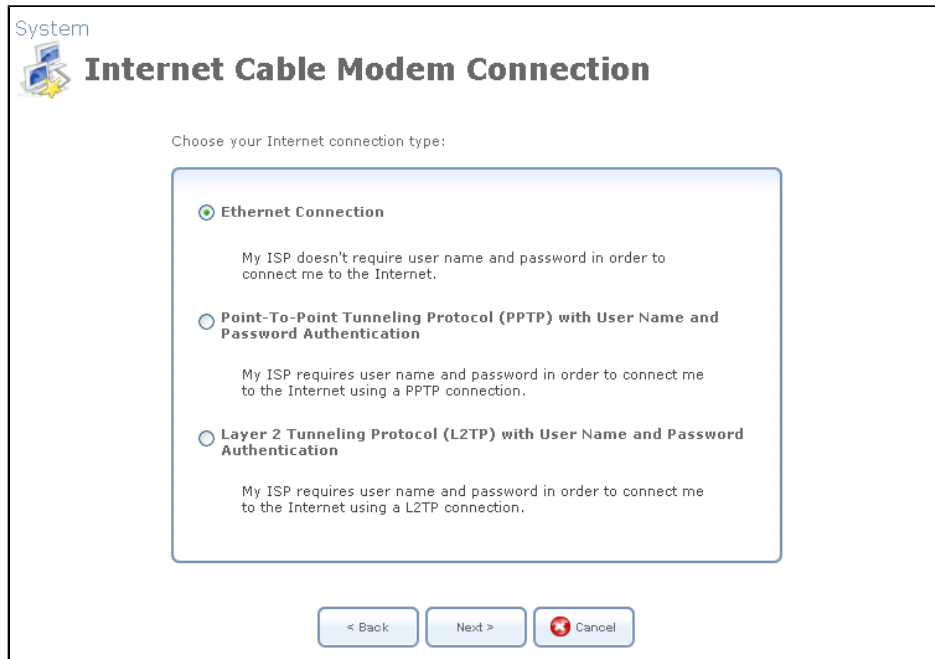 System
Internet Cable Modem Connection
Choose your Internet connection type:
Ethernet Connection
My ISP doesn't require user name and password in order to
connect me to the Internet.
Point-To-Point Tunneling Protocol (PPTP) with User Name and
Password Authentication
My ISP requires user name and password in order to connect me
to the Internet using a PPTP connection.
Layer 2 Tunneling Protocol (L2TP) with User Name and Password
Authentication
My ISP requires user name and password in order to connect me
to the Internet using a L2TP connection.
< Back
Next >
Cancel